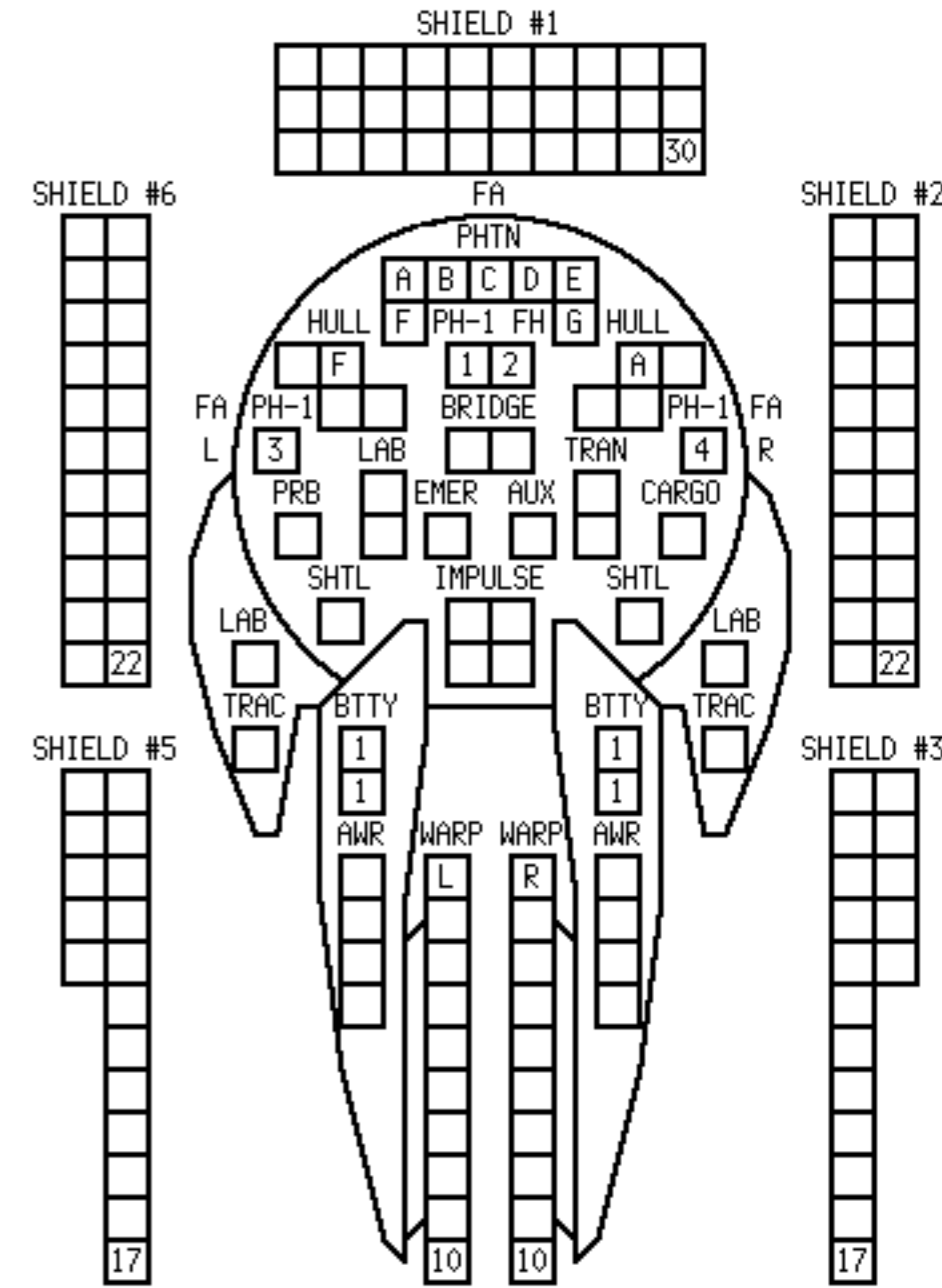 SHIELD #1
30
SHIELD #6 FA SHIELD #2
PHTN
A B C D E
HULL F PH-1 FH G HULL
F 1 2 A
FA PH-1 BRIDGE PH-1 FA
L 3 LAB TRAN 4 R
PRB EMER AUX CARGO
SHTL IMPULSE SHTL
LAB LAB
22 22
TRAC BTTY BTTY TRAC
SHIELD #5 1 1 SHIELD #3
1 1
AWR WARP WARP AWR
L R
17 10 10 17